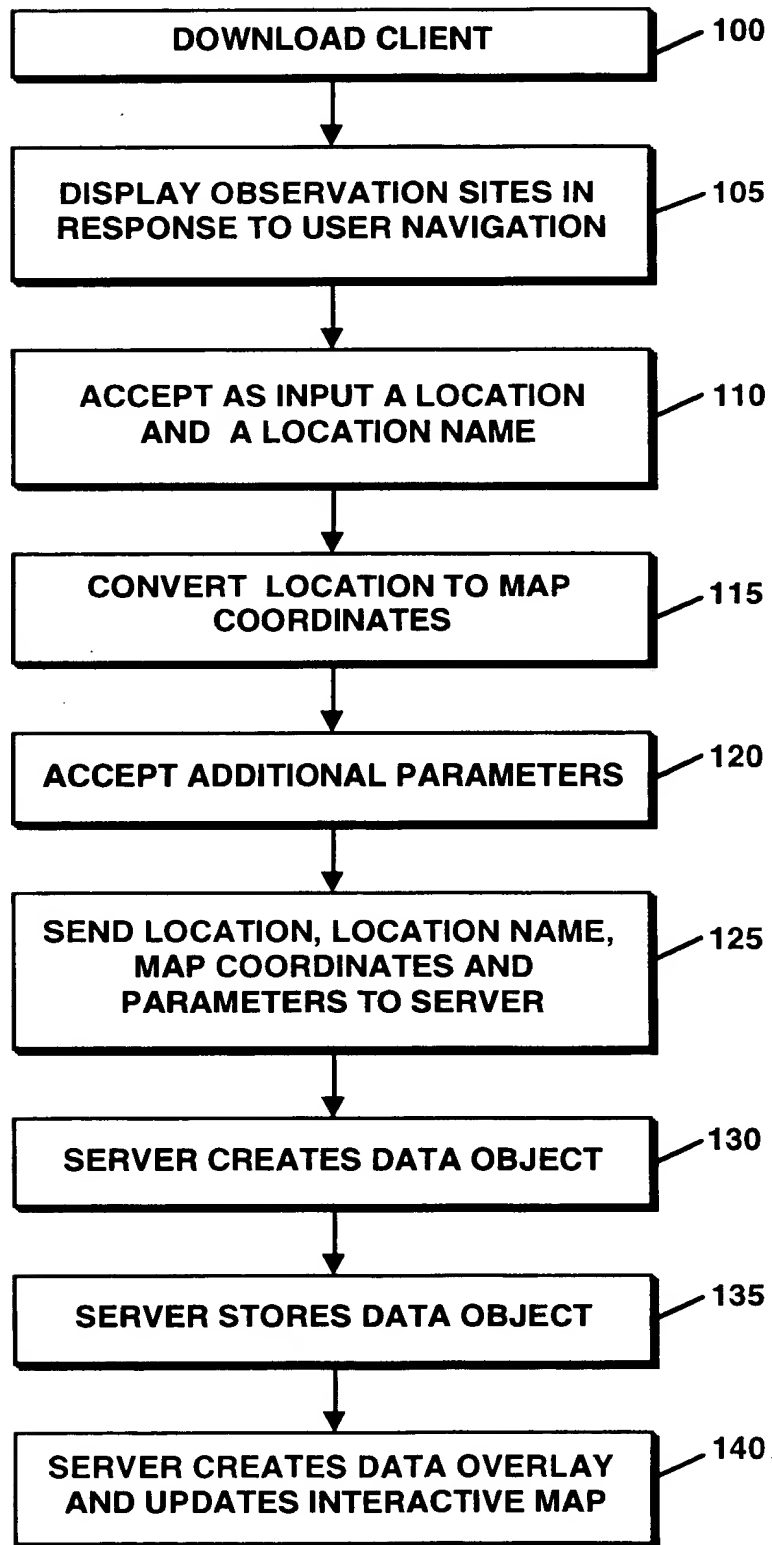 DOWNLOAD CLIENT
100
DISPLAY OBSERVATION SITES IN
RESPONSE TO USER NAVIGATION
105
ACCEPT AS INPUT A LOCATION
AND A LOCATION NAME
110
CONVERT LOCATION TO MAP
COORDINATES
115
ACCEPT ADDITIONAL PARAMETERS
120
SEND LOCATION, LOCATION NAME,
MAP COORDINATES AND
PARAMETERS TO SERVER
125
SERVER CREATES DATA OBJECT
130
SERVER STORES DATA OBJECT
135
SERVER CREATES DATA OVERLAY
AND UPDATES INTERACTIVE MAP
140